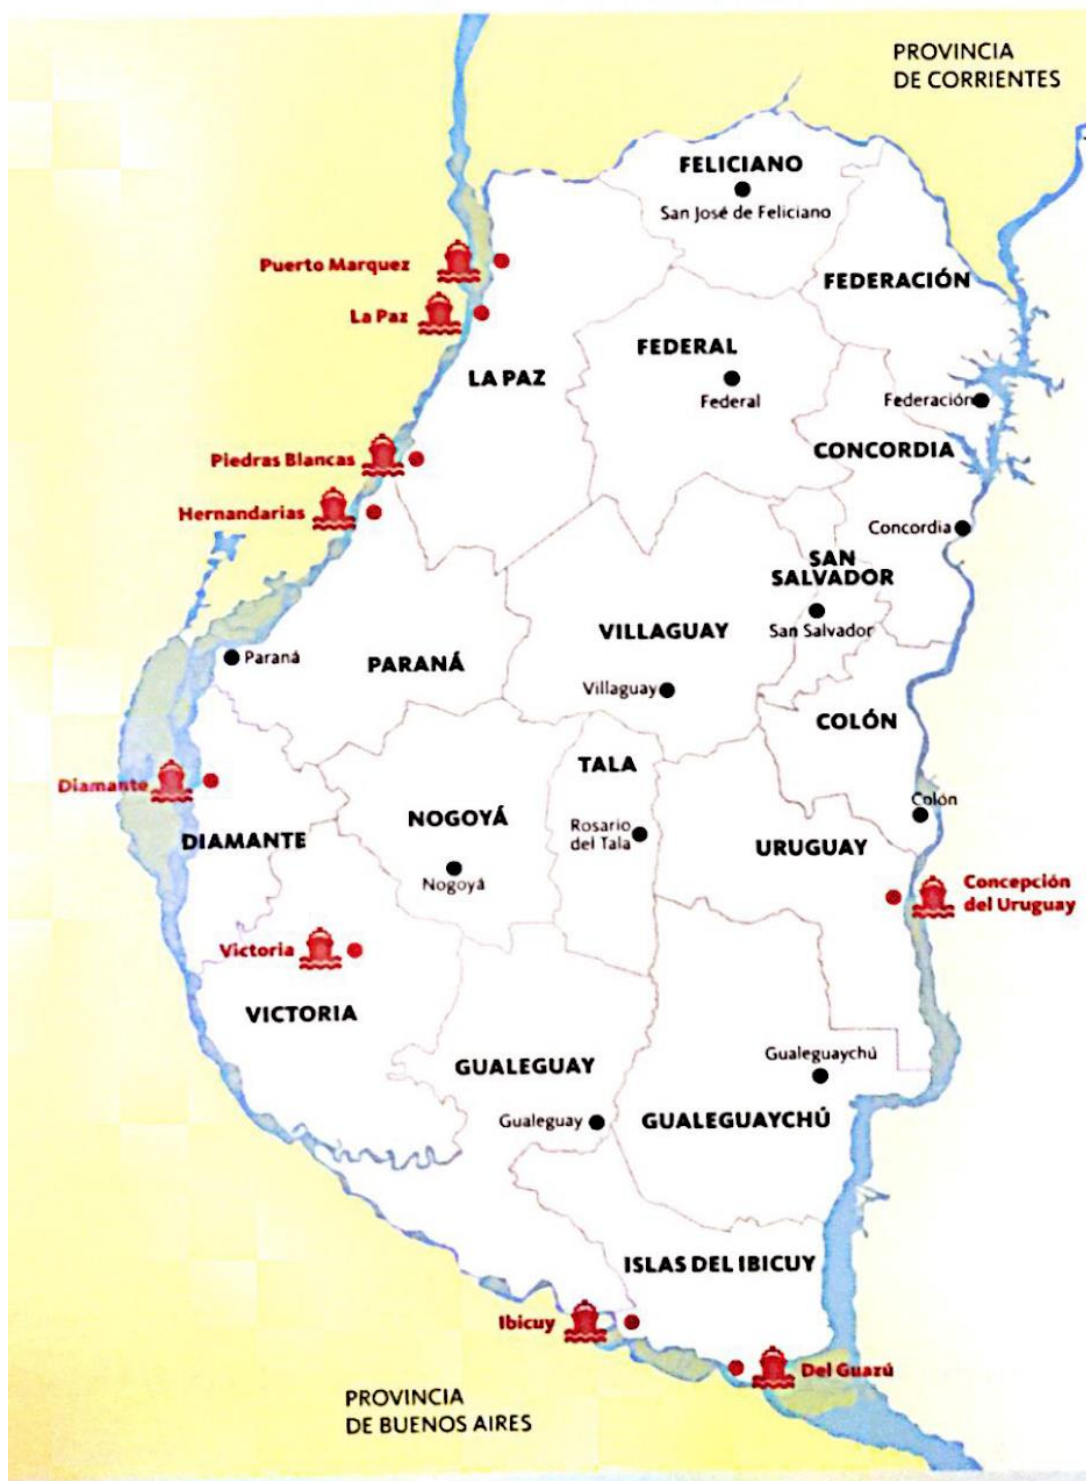 PROVINCIA
DE CORRIENTES
FELICIANO
San José de Feliciano
Puerto Marquez
FEDERACIÓN
La Paz
FEDERAL
LA PAZ
Federal
Federación
CONCORDIA
Piedras Blancas
Hernandarias
Concordia
SAN
SALVADOR
San Salvador
VILLAGUAY
Paraná
PARANÁ
Villaguay
COLÓN
TALA
Diamante
Colón
NOGOYÁ
Rosario
del Tala
DIAMANTE
URUGUAY
Nogoyá
Concepción
del Uruguay
Victoria
VICTORIA
Gualeguaychú
GUALEGUAY
Gualeguay
GUALEGUAYCHÚ
ISLAS DEL IBICUY
Ibicuy
Del Guazú
PROVINCIA
DE BUENOS AIRES